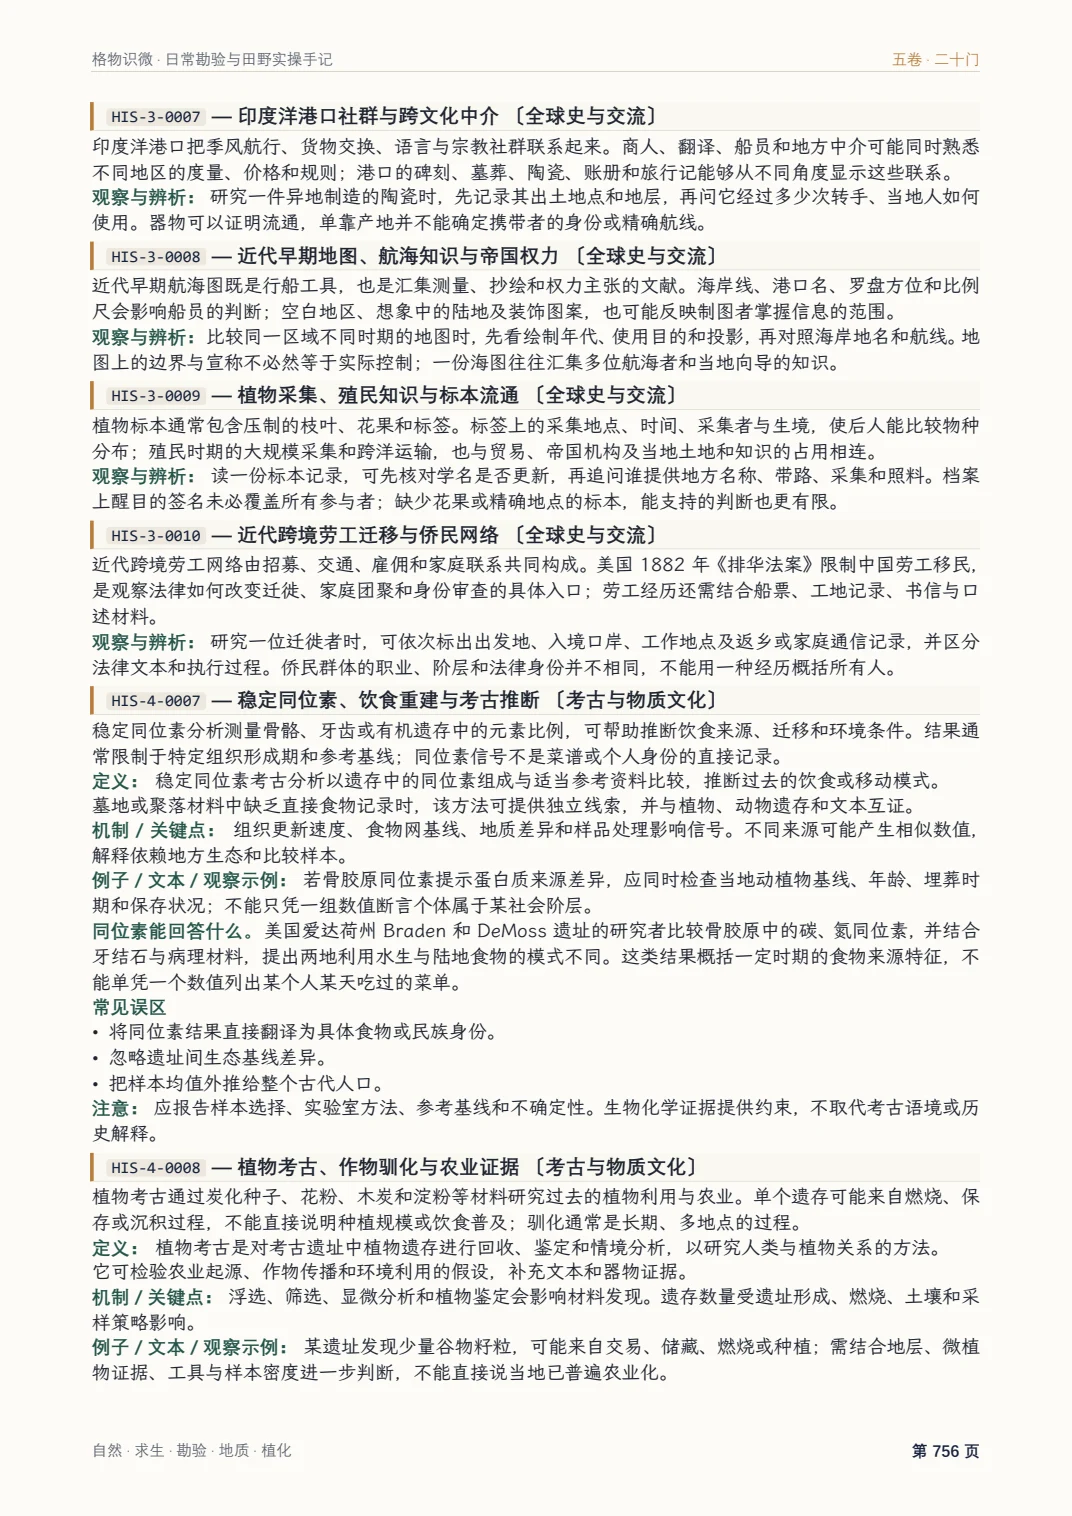 格物识微 · 日常勘验与田野实操手记
五卷 · 二十门
HIS-3-0007 — 印度洋港口社群与跨文化中介 〔全球史与交流〕
印度洋港口把季风航行、货物交换、语言与宗教社群联系起来。商人、翻译、船员和地方中介可能同时熟悉
不同地区的度量、价格和规则；港口的碑刻、墓葬、陶瓷、账册和旅行记能够从不同角度显示这些联系。
观察与辨析： 研究一件异地制造的陶瓷时，先记录其出土地点和地层，再问它经过多少次转手、当地人如何
使用。器物可以证明流通，单靠产地并不能确定携带者的身份或精确航线。
HIS-3-0008 — 近代早期地图、航海知识与帝国权力 〔全球史与交流〕
近代早期航海图既是行船工具，也是汇集测量、抄绘和权力主张的文献。海岸线、港口名、罗盘方位和比例
尺会影响船员的判断；空白地区、想象中的陆地及装饰图案，也可能反映制图者掌握信息的范围。
观察与辨析： 比较同一区域不同时期的地图时，先看绘制年代、使用目的和投影，再对照海岸地名和航线。地
图上的边界与宣称不必然等于实际控制；一份海图往往汇集多位航海者和当地向导的知识。
HIS-3-0009 — 植物采集、殖民知识与标本流通 〔全球史与交流〕
植物标本通常包含压制的枝叶、花果和标签。标签上的采集地点、时间、采集者与生境，使后人能比较物种
分布；殖民时期的大规模采集和跨洋运输，也与贸易、帝国机构及当地土地和知识的占用相连。
观察与辨析： 读一份标本记录，可先核对学名是否更新，再追问谁提供地方名称、带路、采集和照料。档案
上醒目的签名未必覆盖所有参与者；缺少花果或精确地点的标本，能支持的判断也更有限。
HIS-3-0010 — 近代跨境劳工迁移与侨民网络 〔全球史与交流〕
近代跨境劳工网络由招募、交通、雇佣和家庭联系共同构成。美国 1882 年《排华法案》限制中国劳工移民，
是观察法律如何改变迁徙、家庭团聚和身份审查的具体入口；劳工经历还需结合船票、工地记录、书信与口
述材料。
观察与辨析： 研究一位迁徙者时，可依次标出出发地、入境口岸、工作地点及返乡或家庭通信记录，并区分
法律文本和执行过程。侨民群体的职业、阶层和法律身份并不相同，不能用一种经历概括所有人。
HIS-4-0007 — 稳定同位素、饮食重建与考古推断 〔考古与物质文化〕
稳定同位素分析测量骨骼、牙齿或有机遗存中的元素比例，可帮助推断饮食来源、迁移和环境条件。结果通
常限制于特定组织形成期和参考基线；同位素信号不是菜谱或个人身份的直接记录。
定义： 稳定同位素考古分析以遗存中的同位素组成与适当参考资料比较，推断过去的饮食或移动模式。
墓地或聚落材料中缺乏直接食物记录时，该方法可提供独立线索，并与植物、动物遗存和文本互证。
机制 / 关键点： 组织更新速度、食物网基线、地质差异和样品处理影响信号。不同来源可能产生相似数值，
解释依赖地方生态和比较样本。
例子 / 文本 / 观察示例： 若骨胶原同位素提示蛋白质来源差异，应同时检查当地动植物基线、年龄、埋葬时
期和保存状况；不能只凭一组数值断言个体属于某社会阶层。
同位素能回答什么。美国爱达荷州 Braden 和 DeMoss 遗址的研究者比较骨胶原中的碳、氮同位素，并结合
牙结石与病理材料，提出两地利用水生与陆地食物的模式不同。这类结果概括一定时期的食物来源特征，不
能单凭一个数值列出某个人某天吃过的菜单。
常见误区
• 将同位素结果直接翻译为具体食物或民族身份。
• 忽略遗址间生态基线差异。
• 把样本均值外推给整个古代人口。
注意： 应报告样本选择、实验室方法、参考基线和不确定性。生物化学证据提供约束，不取代考古语境或历
史解释。
HIS-4-0008 — 植物考古、作物驯化与农业证据 〔考古与物质文化〕
植物考古通过炭化种子、花粉、木炭和淀粉等材料研究过去的植物利用与农业。单个遗存可能来自燃烧、保
存或沉积过程，不能直接说明种植规模或饮食普及；驯化通常是长期、多地点的过程。
定义： 植物考古是对考古遗址中植物遗存进行回收、鉴定和情境分析，以研究人类与植物关系的方法。
它可检验农业起源、作物传播和环境利用的假设，补充文本和器物证据。
机制 / 关键点： 浮选、筛选、显微分析和植物鉴定会影响材料发现。遗存数量受遗址形成、燃烧、土壤和采
样策略影响。
例子 / 文本 / 观察示例： 某遗址发现少量谷物籽粒，可能来自交易、储藏、燃烧或种植；需结合地层、微植
物证据、工具与样本密度进一步判断，不能直接说当地已普遍农业化。
自然 · 求生 · 勘验 · 地质 · 植化
第 756 页